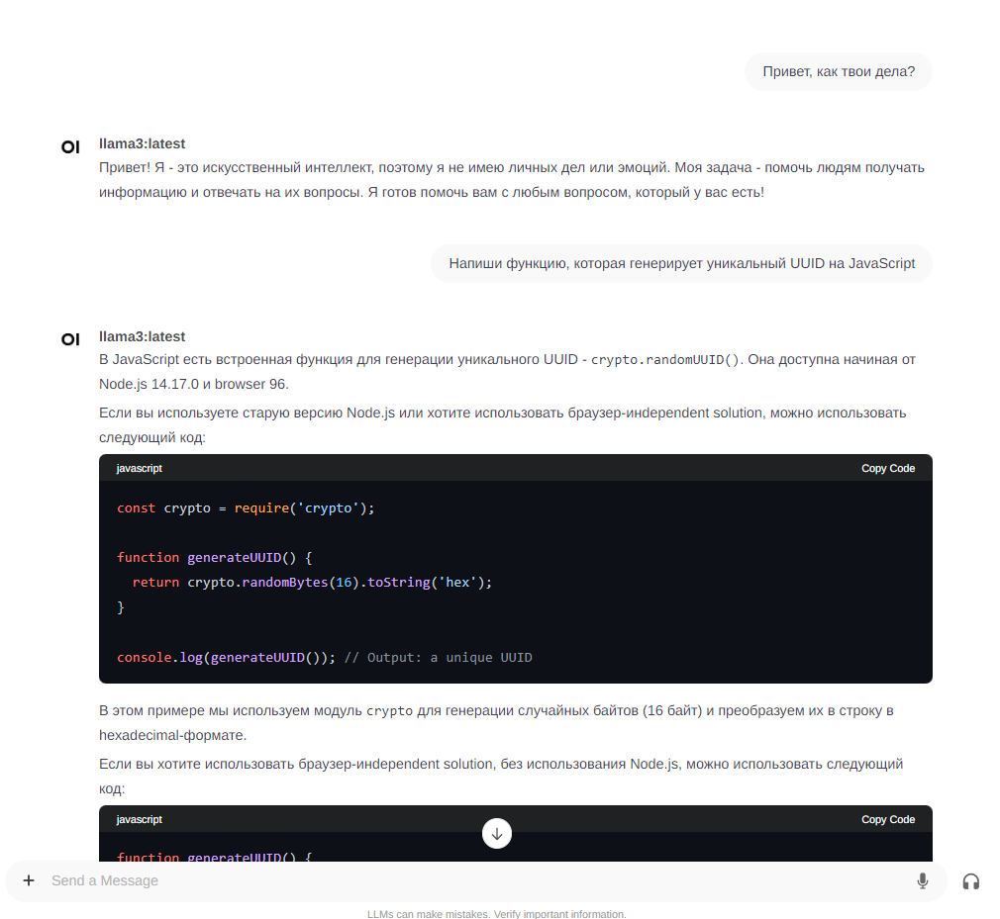 Привет, как твои дела?
OI llama3:latest
Привет! Я - это искусственный интеллект, поэтому я не имею личных дел или эмоций. Моя задача - помочь людям получать
информацию и отвечать на их вопросы. Я готов помочь вам с любым вопросом, который у вас есть!
Напиши функцию, которая генерирует уникальный UUID на JavaScript
OI llama3:latest
В JavaScript есть встроенная функция для генерации уникального UUID - crypto.randomUUID(). Она доступна начиная от
Node.js 14.17.0 и browser 96.
Если вы используете старую версию Node.js или хотите использовать браузер-independent solution, можно использовать
следующий код:
javascript Copy Code
const crypto = require('crypto');
function generateUUID() {
  return crypto.randomBytes(16).toString('hex');
}
console.log(generateUUID()); // Output: a unique UUID
В этом примере мы используем модуль crypto для генерации случайных байтов (16 байт) и преобразуем их в строку в
hexadecimal-формате.
Если вы хотите использовать браузер-independent solution, без использования Node.js, можно использовать следующий
код:
javascript Copy Code
function generateUUID() {
Send a Message
LLMs can make mistakes. Verify important information.